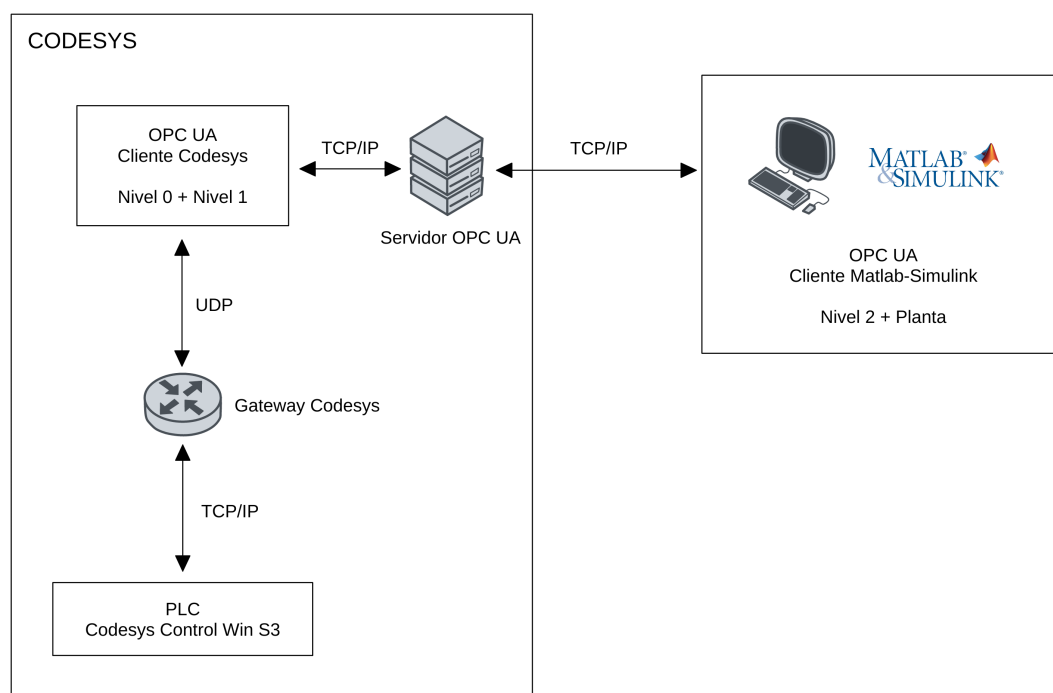 CODESYS
OPC UA
Cliente Codesys
Nivel 0 + Nivel 1
TCP/IP
Servidor OPC UA
TCP/IP
MATLAB®
&SIMULINK®
OPC UA
Cliente Matlab-Simulink
Nivel 2 + Planta
UDP
Gateway Codesys
TCP/IP
PLC
Codesys Control Win S3